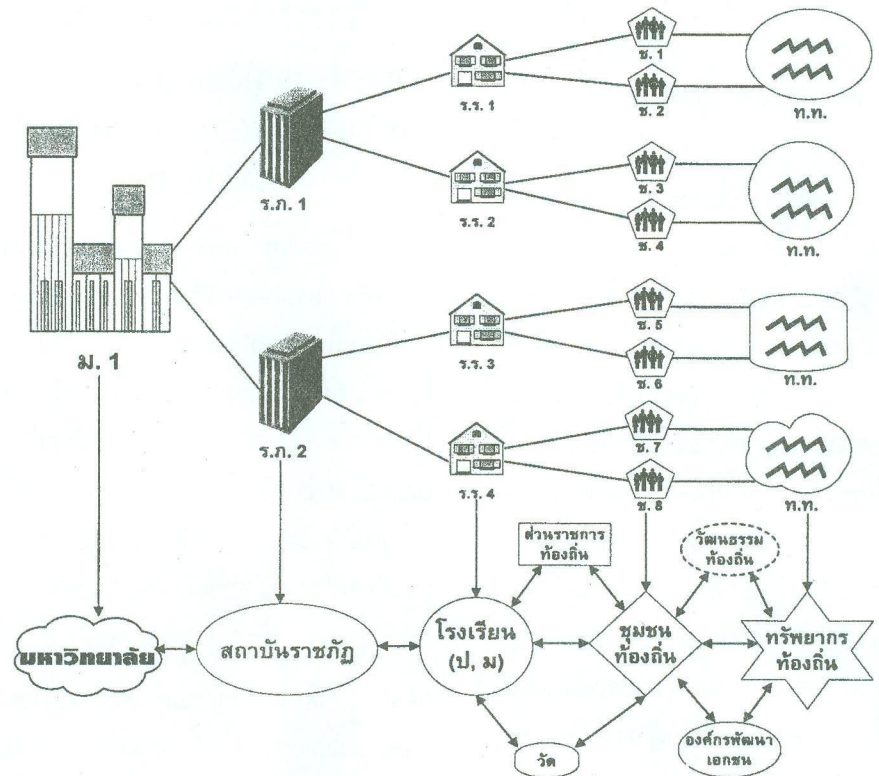 ช. 1
ร.ร. 1
ช. 2
ท.ท.
ร.ภ. 1
ช. 3
ร.ร. 2
ช. 4
ท.ท.
ม. 1
ช. 5
ร.ร. 3
ช. 6
ท.ท.
ร.ภ. 2
ช. 7
ร.ร. 4
ช. 8
ท.ท.
ส่วนราชการ
ท้องถิ่น
วัฒนธรรม
ท้องถิ่น
มหาวิทยาลัย
สถาบันราชภัฏ
โรงเรียน
(ป, ม)
ชุมชน
ท้องถิ่น
ทรัพยากร
ท้องถิ่น
วัด
องค์กรพัฒนา
เอกชน